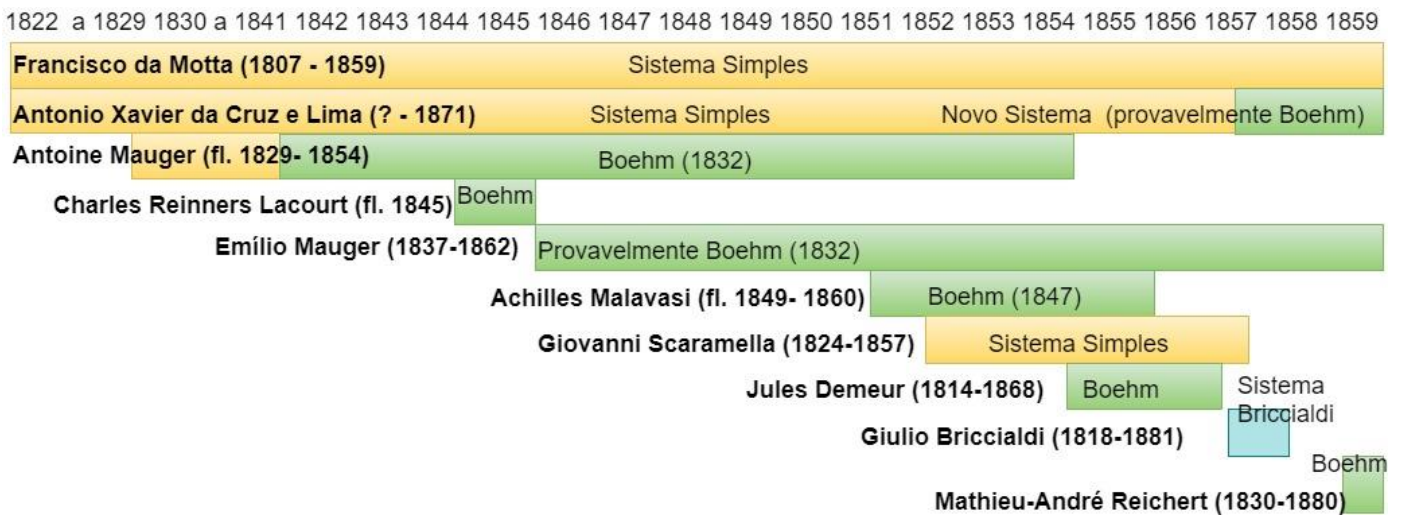 1822 a 1829 1830 a 1841 1842 1843 1844 1845 1846 1847 1848 1849 1850 1851 1852 1853 1854 1855 1856 1857 1858 1859
Francisco da Motta (1807 - 1859) Sistema Simples
Antonio Xavier da Cruz e Lima (? - 1871) Sistema Simples Novo Sistema (provavelmente Boehm)
Antoine Mauger (fl. 1829- 1854) Boehm (1832)
Charles Reinners Lacourt (fl. 1845) Boehm
Emílio Mauger (1837-1862) Provavelmente Boehm (1832)
Achilles Malavasi (fl. 1849- 1860) Boehm (1847)
Giovanni Scaramella (1824-1857) Sistema Simples
Jules Demeur (1814-1868) Boehm
Sistema
Briccialdi
Giulio Briccialdi (1818-1881)
Boehm
Mathieu-André Reichert (1830-1880)